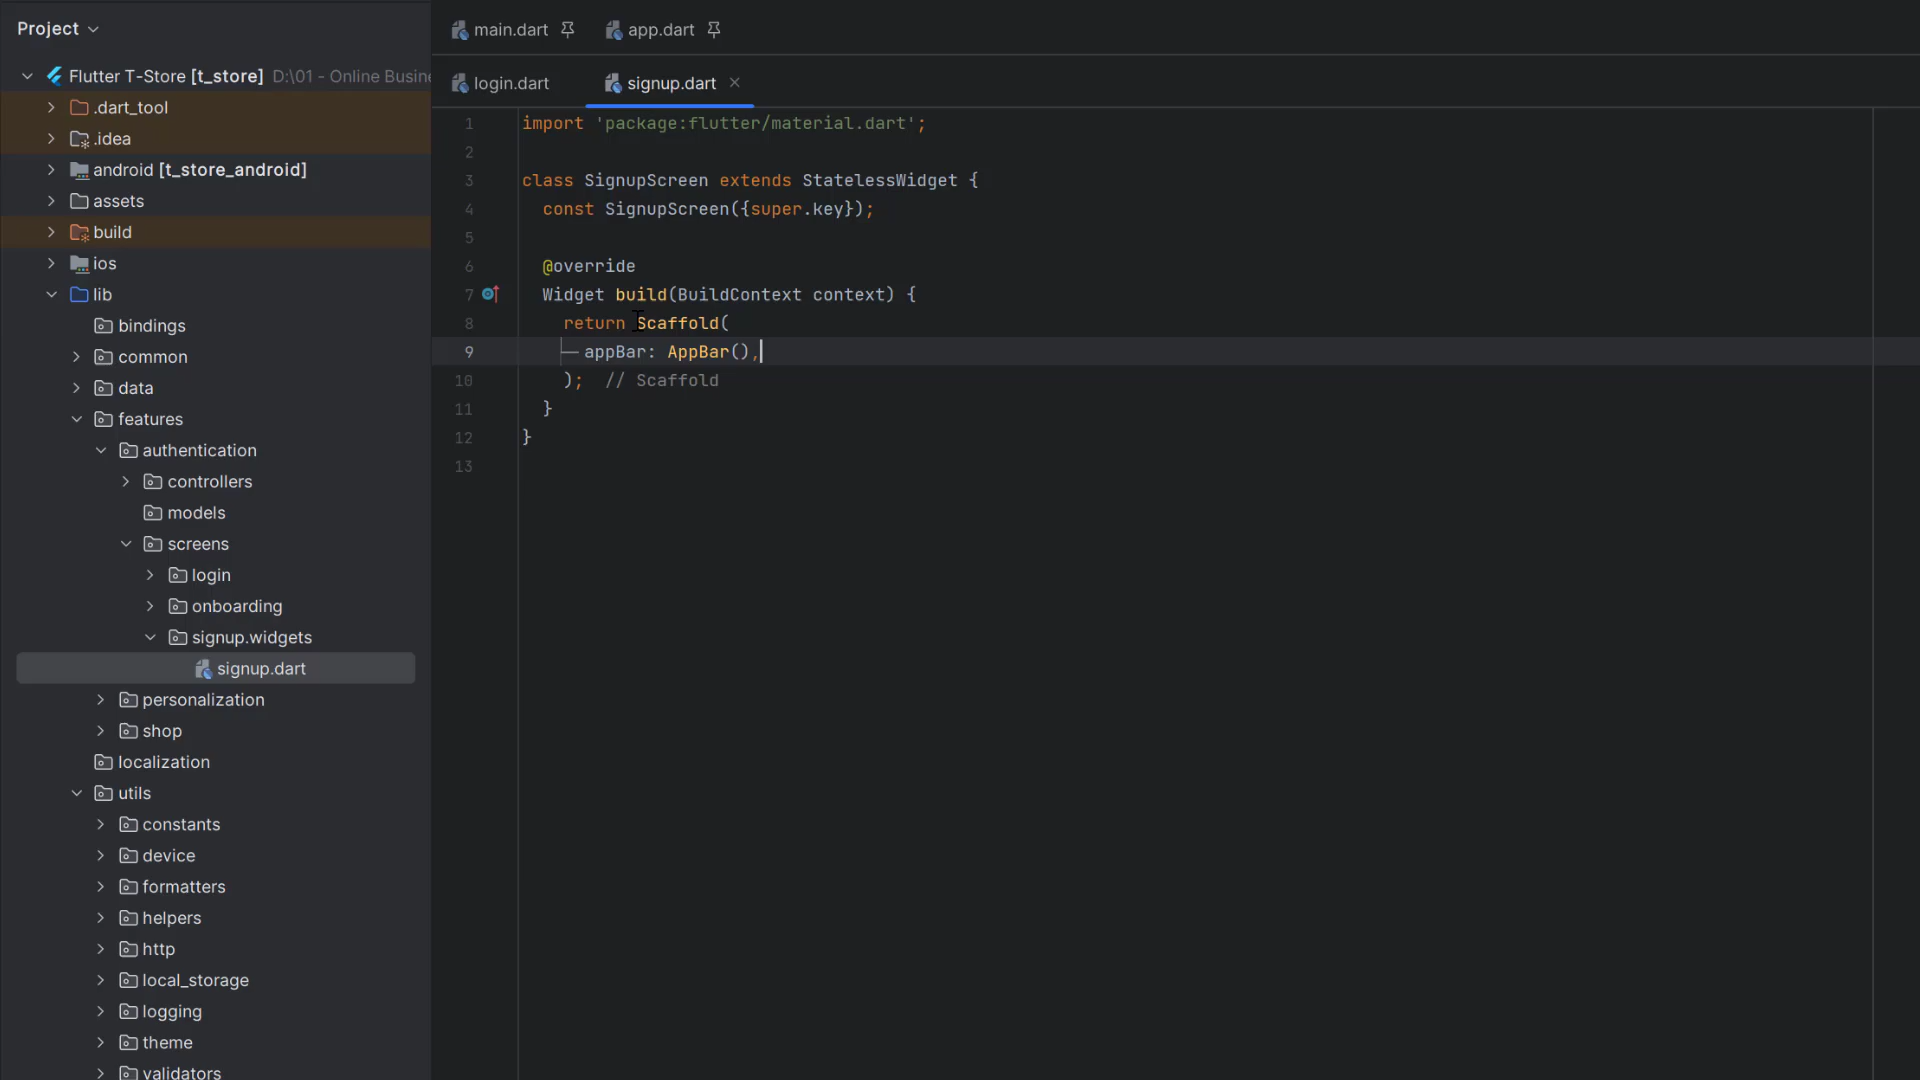 Project
Flutter T-Store [t_store] D:\01 - Online Busine
.dart_tool
.idea
android [t_store_android]
assets
build
ios
lib
bindings
common
data
features
authentication
controllers
models
screens
login
onboarding
signup.widgets
signup.dart
personalization
shop
localization
utils
constants
device
formatters
helpers
http
local_storage
logging
theme
validators
main.dart
app.dart
login.dart
signup.dart
1 import 'package:flutter/material.dart';
2
3 class SignupScreen extends StatelessWidget {
4 const SignupScreen({super.key});
5
6 @override
7 Widget build(BuildContext context) {
8 return Scaffold(
9 appBar: AppBar(),
10 ); // Scaffold
11 }
12 }
13